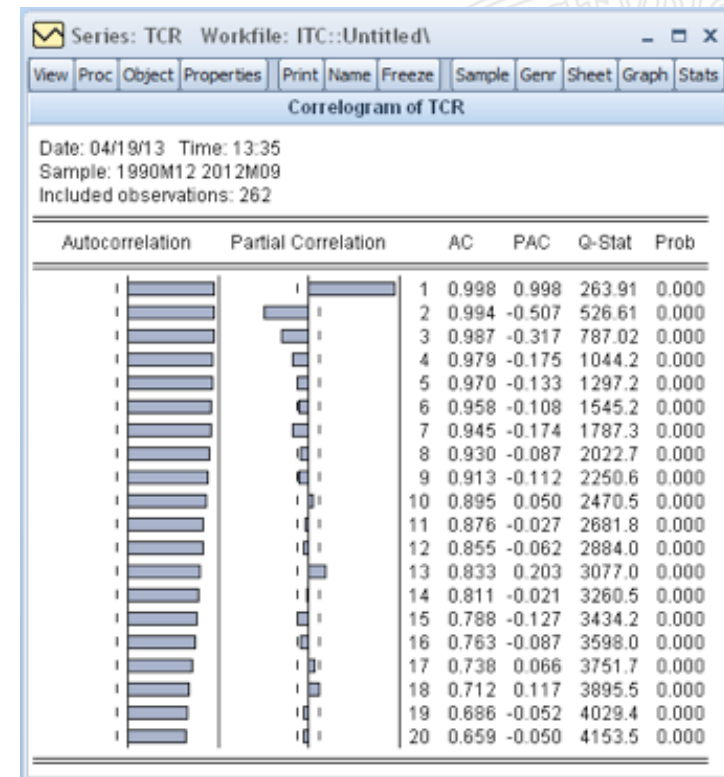 Series: TCR Workfile: ITC::Untitled\
View Proc Object Properties Print Name Freeze Sample Genr Sheet Graph Stats
Correlogram of TCR
Date: 04/19/13 Time: 13:35
Sample: 1990M12 2012M09
Included observations: 262
Autocorrelation Partial Correlation AC PAC Q-Stat Prob
1 0.998 0.998 263.91 0.000
2 0.994 -0.507 526.61 0.000
3 0.987 -0.317 787.02 0.000
4 0.979 -0.175 1044.2 0.000
5 0.970 -0.133 1297.2 0.000
6 0.958 -0.108 1545.2 0.000
7 0.945 -0.174 1787.3 0.000
8 0.930 -0.087 2022.7 0.000
9 0.913 -0.112 2250.6 0.000
10 0.895 0.050 2470.5 0.000
11 0.876 -0.027 2681.8 0.000
12 0.855 -0.062 2884.0 0.000
13 0.833 0.203 3077.0 0.000
14 0.811 -0.021 3260.5 0.000
15 0.788 -0.127 3434.2 0.000
16 0.763 -0.087 3598.0 0.000
17 0.738 0.066 3751.7 0.000
18 0.712 0.117 3895.5 0.000
19 0.686 -0.052 4029.4 0.000
20 0.659 -0.050 4153.5 0.000